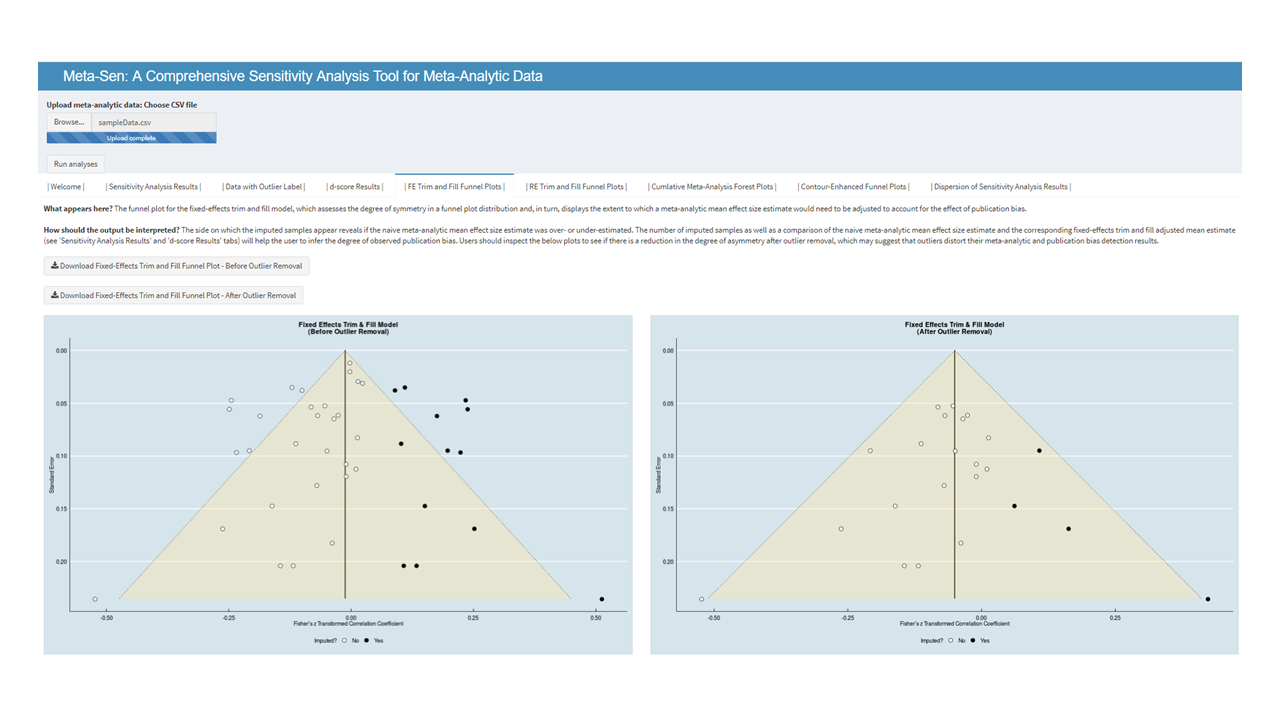 Meta-Sen: A Comprehensive Sensitivity Analysis Tool for Meta-Analytic Data
Upload meta-analytic data: Choose CSV file
Browse... sampleData.csv
Upload complete
Run analyses
| Welcome | | Sensitivity Analysis Results | | Data with Outlier Label | | d-score Results | | FE Trim and Fill Funnel Plots | | RE Trim and Fill Funnel Plots | | Cumlative Meta-Analysis Forest Plots | | Contour-Enhanced Funnel Plots | | Dispersion of Sensitivity Analysis Results |
What appears here? The funnel plot for the fixed-effects trim and fill model, which assesses the degree of symmetry in a funnel plot distribution and, in turn, displays the extent to which a meta-analytic mean effect size estimate would need to be adjusted to account for the effect of publication bias.
How should the output be interpreted? The side on which the imputed samples appear reveals if the naive meta-analytic mean effect size estimate was over- or under-estimated. The number of imputed samples as well as a comparison of the naive meta-analytic mean effect size estimate and the corresponding fixed-effects trim and fill adjusted mean estimate
(see 'Sensitivity Analysis Results' and 'd-score Results' tabs) will help the user to infer the degree of observed publication bias. Users should inspect the below plots to see if there is a reduction in the degree of asymmetry after outlier removal, which may suggest that outliers distort their meta-analytic and publication bias detection results.
Download Fixed-Effects Trim and Fill Funnel Plot - Before Outlier Removal
Download Fixed-Effects Trim and Fill Funnel Plot - After Outlier Removal
Fixed Effects Trim & Fill Model
(Before Outlier Removal)
0.00
0.05
0.10
0.15
0.20
Standard Error
-0.50 -0.25 0.00 0.25 0.50
Fisher's z Transformed Correlation Coefficient
Imputed? No Yes
Fixed Effects Trim & Fill Model
(After Outlier Removal)
0.00
0.05
0.10
0.15
0.20
Standard Error
-0.50 -0.25 0.00 0.25
Fisher's z Transformed Correlation Coefficient
Imputed? No Yes